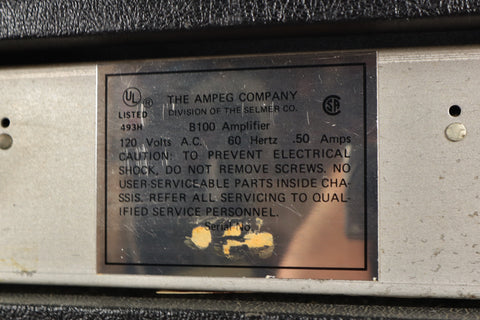 UL ®
LISTED
493H
THE AMPEG COMPANY
DIVISION OF THE SELMER CO.
B100 Amplifier
120 Volts A.C. 60 Hertz .50 Amps
CAUTION: TO PREVENT ELECTRICAL
SHOCK, DO NOT REMOVE SCREWS. NO
USER SERVICEABLE PARTS INSIDE CHA-
SSIS. REFER ALL SERVICING TO QUAL-
IFIED SERVICE PERSONNEL.
Serial No.